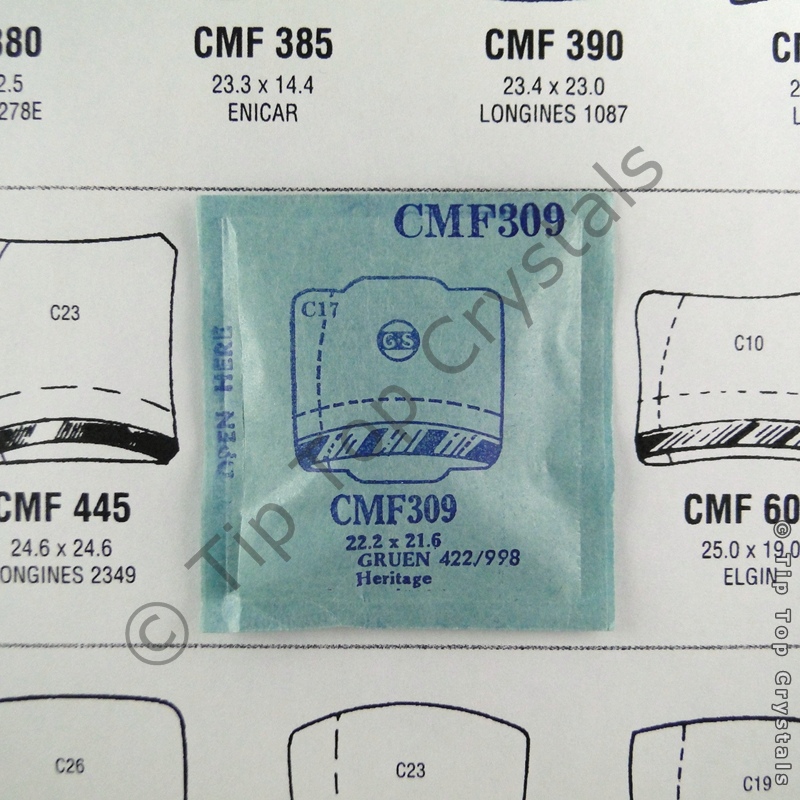 380
CMF 385
CMF 390
2.5
23.3 x 14.4
23.4 x 23.0
278E
ENICAR
LONGINES 1087
CMF309
C17
GS
OPEN HERE
CMF309
22.2 x 21.6
GRUEN 422/998
Heritage
C23
CMF 445
24.6 x 24.6
ONGINES 2349
C10
CMF 60
25.0 x 19.0
ELGIN
C26
C23
C19
© Tip Top Crystals
© Tip Top Crystals